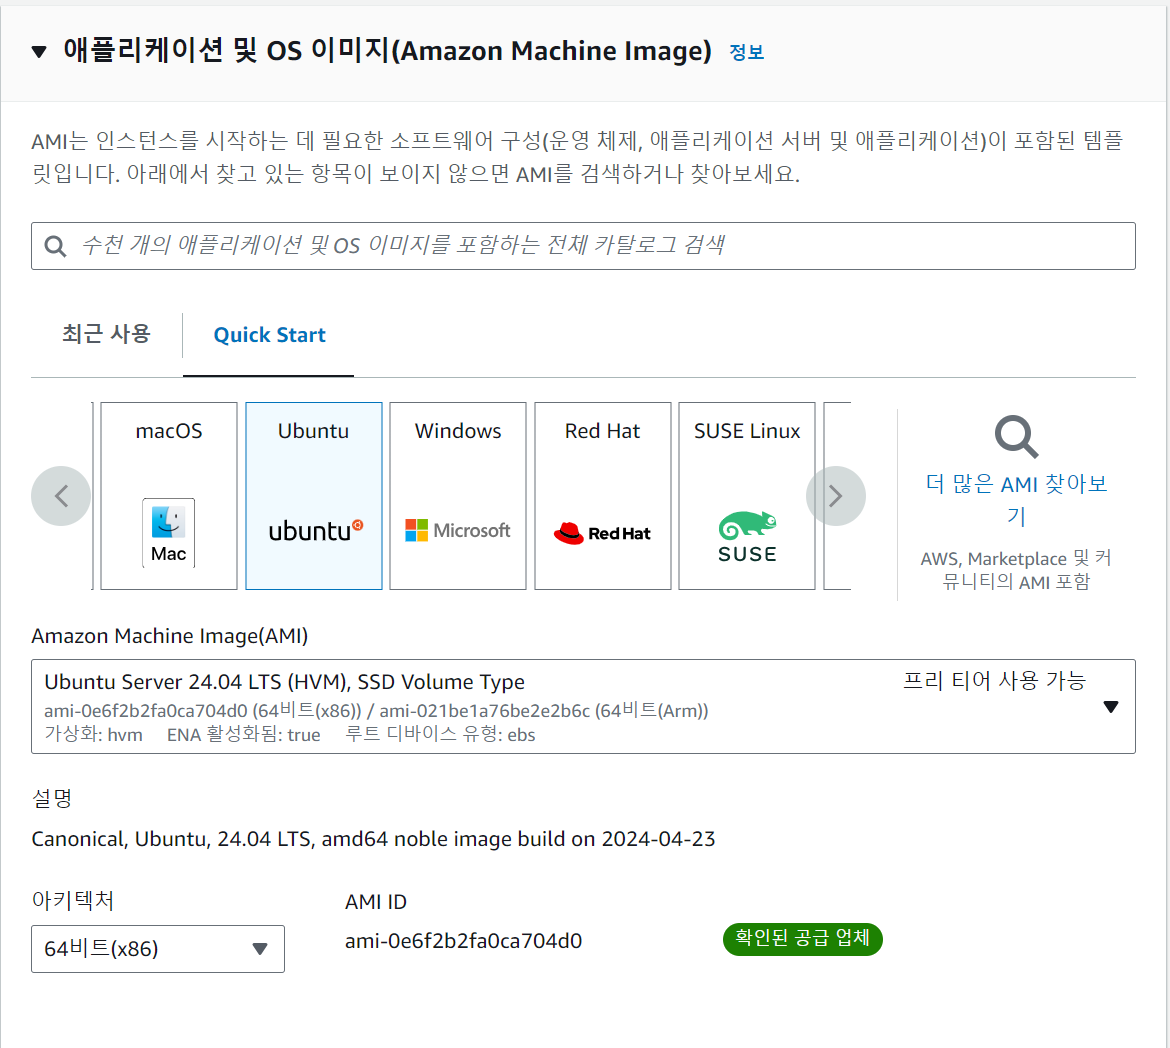 애플리케이션 및 OS 이미지(Amazon Machine Image) 정보
AMI는 인스턴스를 시작하는 데 필요한 소프트웨어 구성(운영 체제, 애플리케이션 서버 및 애플리케이션)이 포함된 템플
릿입니다. 아래에서 찾고 있는 항목이 보이지 않으면 AMI를 검색하거나 찾아보세요.
수천 개의 애플리케이션 및 OS 이미지를 포함하는 전체 카탈로그 검색
최근 사용
Quick Start
macOS
Mac
Ubuntu
ubuntu
Windows
Microsoft
Red Hat
Red Hat
SUSE Linux
SUSE
더 많은 AMI 찾아보
기
AWS, Marketplace 및 커
뮤니티의 AMI 포함
Amazon Machine Image(AMI)
Ubuntu Server 24.04 LTS (HVM), SSD Volume Type
프리 티어 사용 가능
ami-0e6f2b2fa0ca704d0 (64비트(x86)) / ami-021be1a76be2e2b6c (64비트(Arm))
가상화: hvm ENA 활성화됨: true 루트 디바이스 유형: ebs
설명
Canonical, Ubuntu, 24.04 LTS, amd64 noble image build on 2024-04-23
아키텍처
64비트(x86)
AMI ID
ami-0e6f2b2fa0ca704d0
확인된 공급 업체